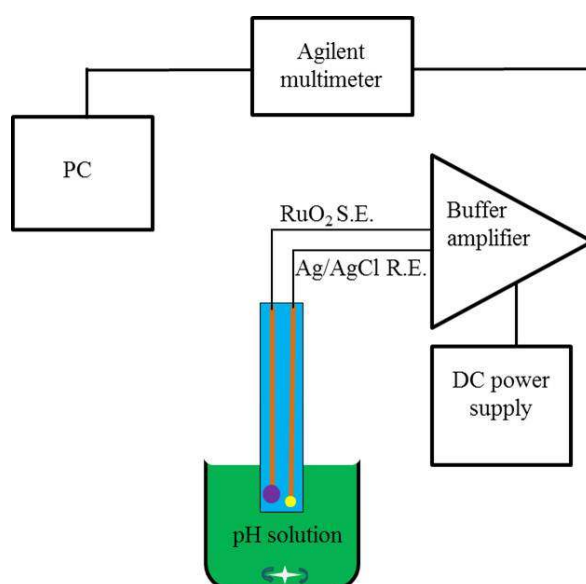 Agilent
multimeter
PC
RuO₂ S.E.
Buffer
amplifier
Ag/AgCl R.E.
DC power
supply
pH solution